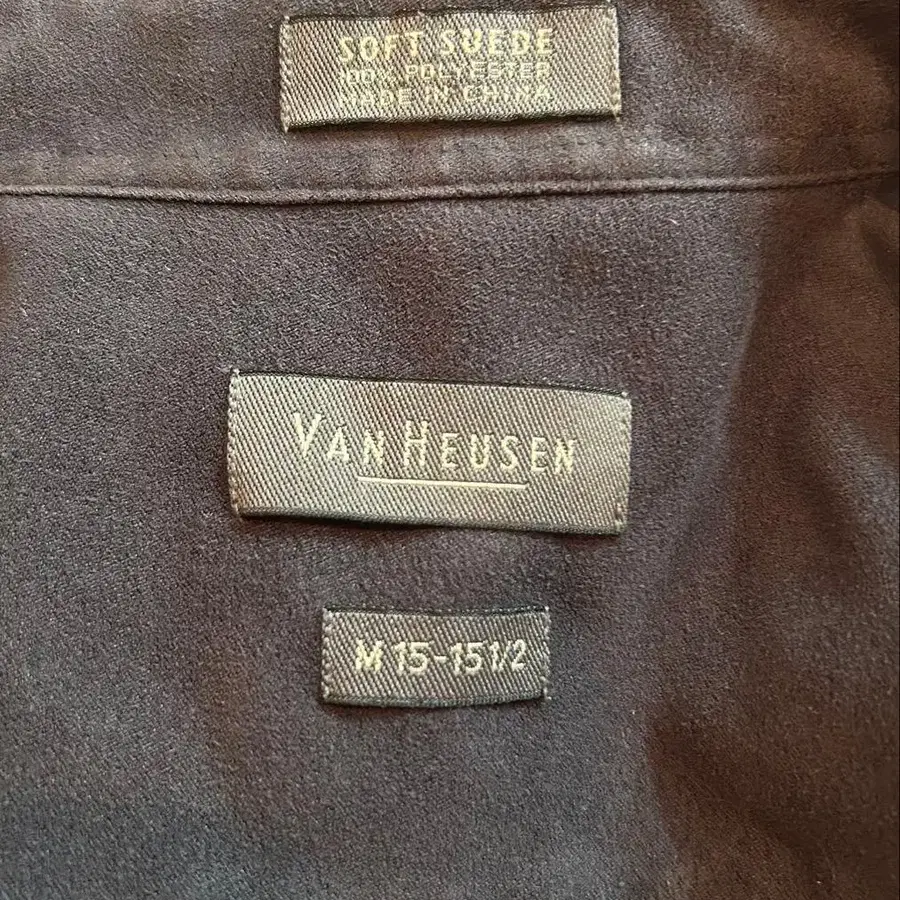 SOFT SUEDE
100% POLYESTER
MADE IN CHINA
VAN HEUSEN
M 15-15 1/2